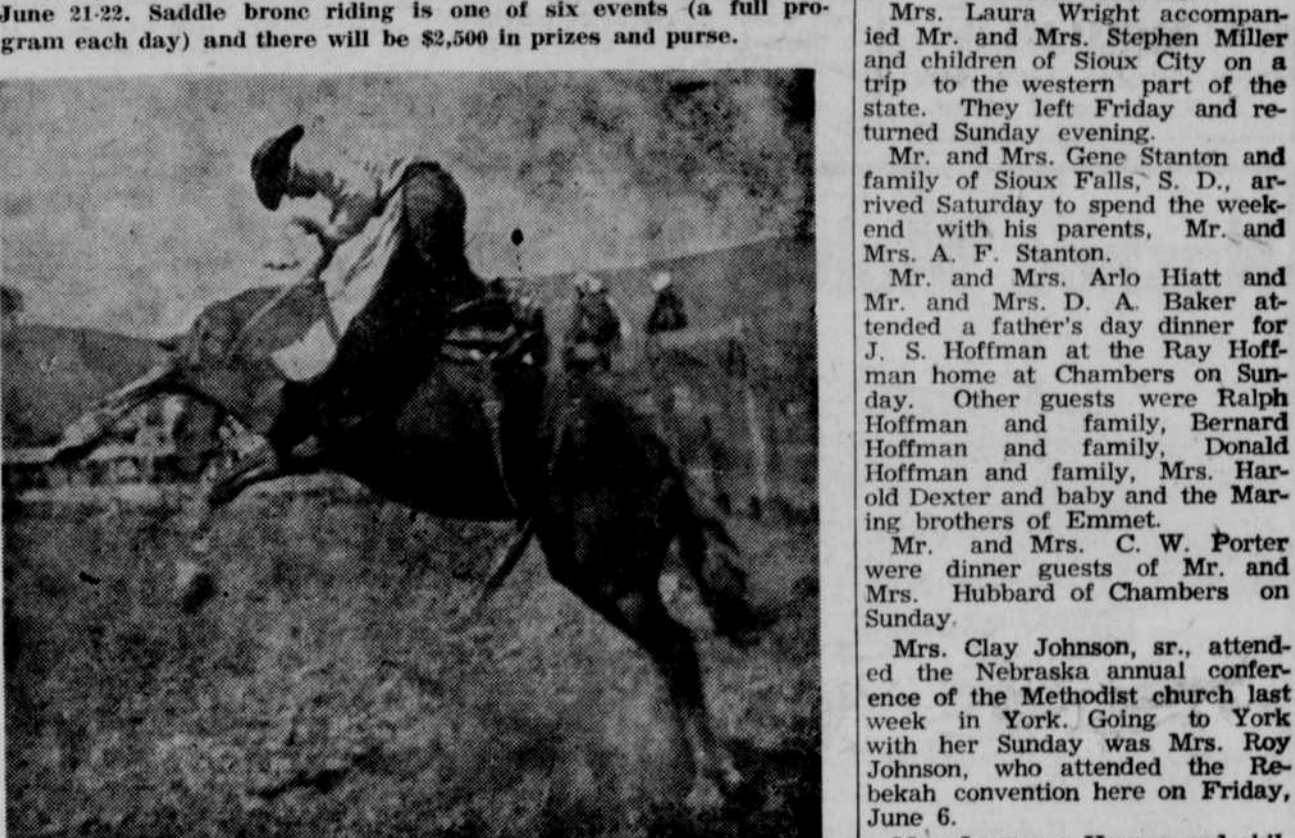 June 21-22. Saddle bronc riding is one of six events (a full pro-
gram each day) and there will be $2,500 in prizes and purse.
Mrs. Laura Wright accompan-
ied Mr. and Mrs. Stephen Miller
and children of Sioux City on a
trip to the western part of the
state. They left Friday and re-
turned Sunday evening.
Mr. and Mrs. Gene Stanton and
family of Sioux Falls, S. D., ar-
rived Saturday to spend the week-
end with his parents, Mr. and
Mrs. A. F. Stanton.
Mr. and Mrs. Arlo Hiatt and
Mr. and Mrs. D. A. Baker at-
tended a father's day dinner for
J. S. Hoffman at the Ray Hoff-
man home at Chambers on Sun-
day. Other guests were Ralph
Hoffman and family, Bernard
Hoffman and family, Donald
Hoffman and family, Mrs. Har-
old Dexter and baby and the Mar-
ing brothers of Emmet.
Mr. and Mrs. C. W. Porter
were dinner guests of Mr. and
Mrs. Hubbard of Chambers on
Sunday.
Mrs. Clay Johnson, sr., attend-
ed the Nebraska annual confer-
ence of the Methodist church last
week in York. Going to York
with her Sunday was Mrs. Roy
Johnson, who attended the Re-
bekah convention here on Friday,
June 6.